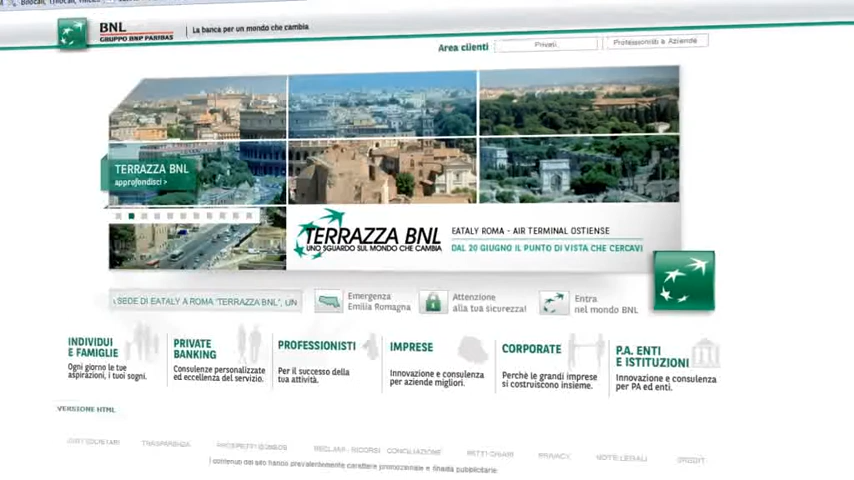 BNL
GRUPPO BNP PARIBAS
La banca per un mondo che cambia
Area clienti
Privati
Professionisti e Aziende
TERRAZZA BNL
approfondisci >
TERRAZZA BNL
UNO SGUARDO SUL MONDO CHE CAMBIA
EATALY ROMA - AIR TERMINAL OSTIENSE
DAL 20 GIUGNO IL PUNTO DI VISTA CHE CERCAVI
SEDE DI EATALY A ROMA "TERRAZZA BNL", UN
Emergenza
Emilia Romagna
Attenzione
alla tua sicurezza!
Entra
nel mondo BNL
INDIVIDUI
E FAMIGLIE
Ogni giorno le tue
aspirazioni, i tuoi sogni.
PRIVATE
BANKING
Consulenze personalizzate
ed eccellenza del servizio.
PROFESSIONISTI
Per il successo della
tua attività.
IMPRESE
Innovazione e consulenza
per aziende migliori.
CORPORATE
Perchè le grandi imprese
si costruiscono insieme.
P.A. ENTI
E ISTITUZIONI
Innovazione e consulenza
per PA ed enti.
VERSIONE HTML
TRASPARENZA
RECLAMI - RICORSI - CONCILIAZIONE
PATTI CHIARI
PRIVACY
NOTE LEGALI
CREDIT
I contenuti del sito hanno prevalentemente carattere promozionale e finalità pubblicitarie.